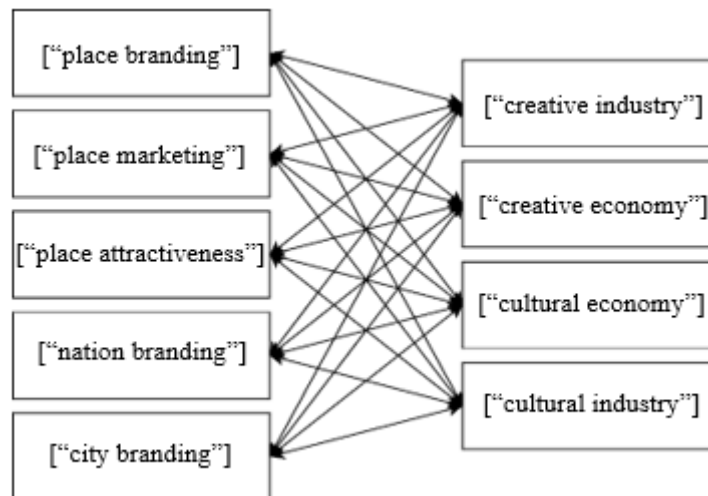 [“place branding”]
[“place marketing”]
[“place attractiveness”]
[“nation branding”]
[“city branding”]
[“creative industry”]
[“creative economy”]
[“cultural economy”]
[“cultural industry”]